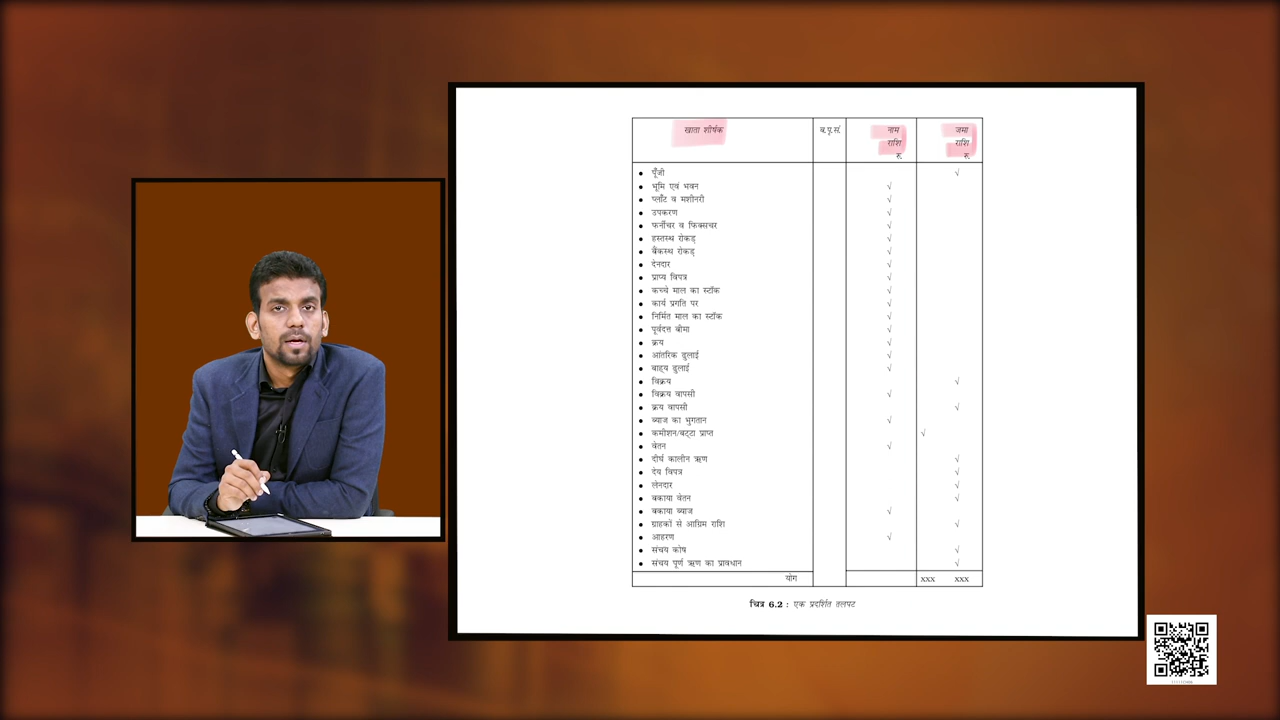 खाता शीर्षक ब.पृ.सं. नाम जमा
राशि राशि
रु. रु.
• पूँजी √
• भूमि एवं भवन √
• प्लाँट व मशीनरी √
• उपकरण √
• फर्नीचर व फिक्सचर √
• हस्तस्थ रोकड़ √
• बैंकस्थ रोकड़ √
• देनदार √
• प्राप्य विपत्र √
• कच्चे माल का स्टॉक √
• कार्य प्रगति पर √
• निर्मित माल का स्टॉक √
• पूर्वदत्त बीमा √
• क्रय √
• आंतरिक ढुलाई √
• बाह्य ढुलाई √
• विक्रय √
• विक्रय वापसी √
• क्रय वापसी √
• ब्याज का भुगतान √
• कमीशन/बट्टा प्राप्त √
• वेतन √
• दीर्घ कालीन ऋण √
• देय विपत्र √
• लेनदार √
• बकाया वेतन √
• बकाया ब्याज √
• ग्राहकों से आग्रिम राशि √
• आहरण √
• संचय कोष √
• संचय पूर्ण ऋण का प्रावधान √
योग xxx xxx
चित्र 6.2 : एक प्रदर्शित तलपट